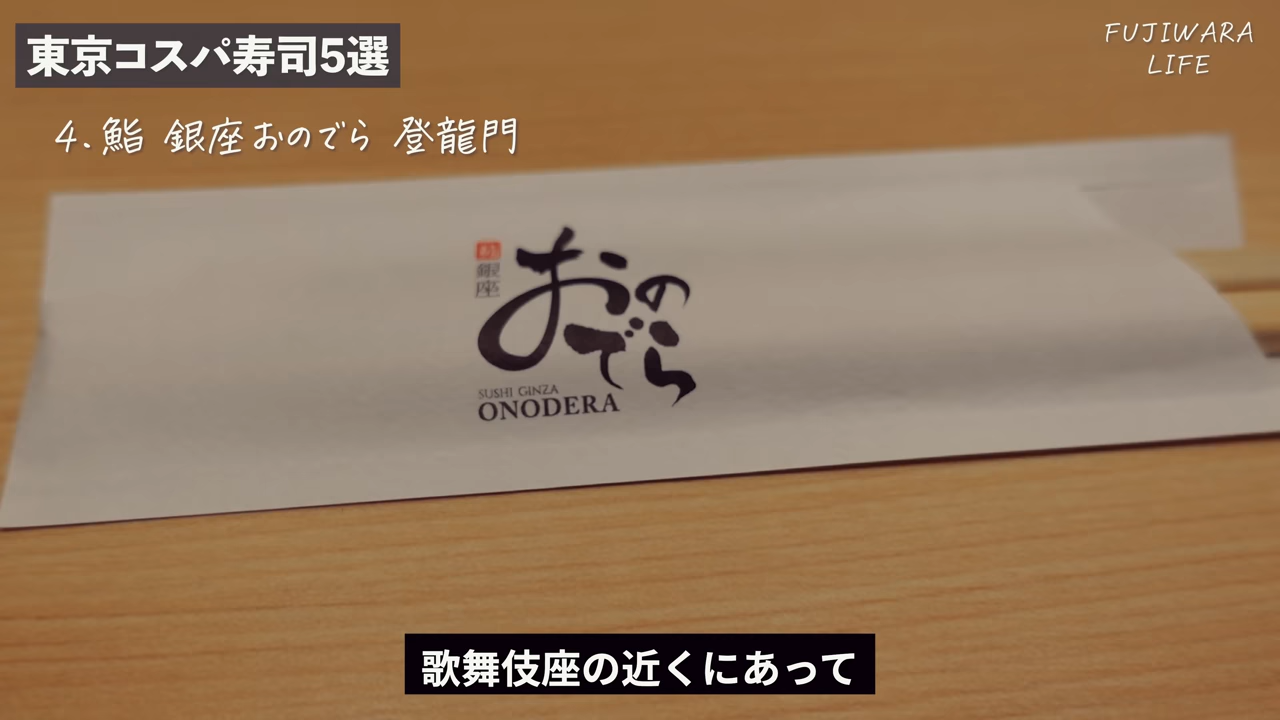 東京コスパ寿司5選
FUJIWARA
LIFE
4.鮨 銀座おのでら 登龍門
銀座
おの
でら
SUSHI GINZA
ONODERA
歌舞伎座の近くにあって